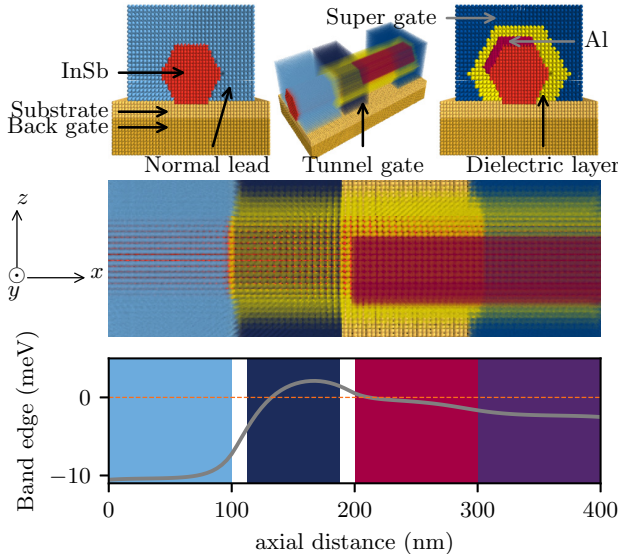 Super gate
Al
InSb
Substrate
Back gate
Normal lead
Tunnel gate
Dielectric layer
z
x
y
Band edge (meV)
0
−10
0
100
200
300
400
axial distance (nm)